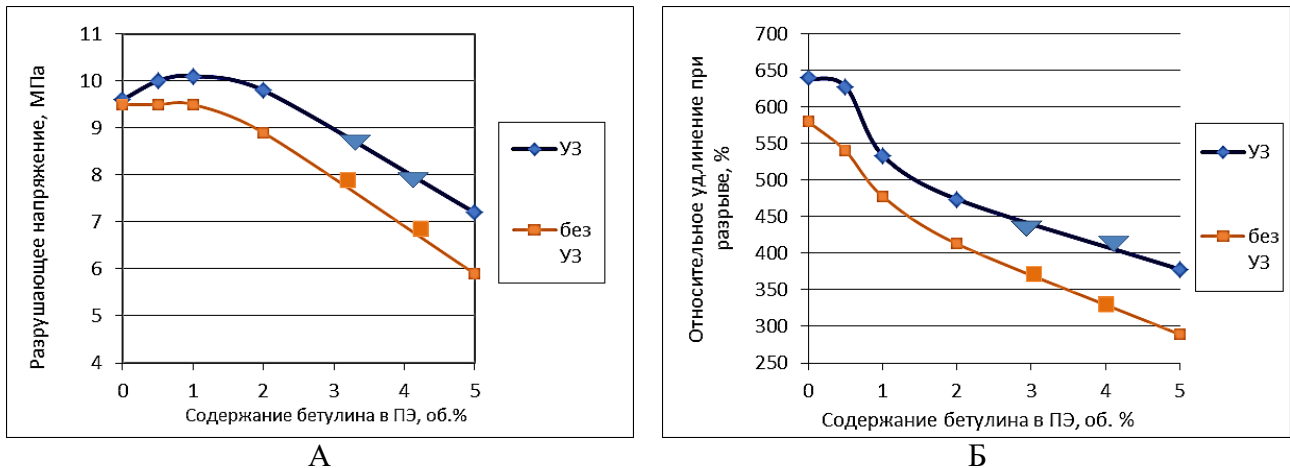 Разрушающее напряжение, МПа
11
10
9
8
7
6
5
4
0 1 2 3 4 5
Содержание бетулина в ПЭ, об.%
УЗ
без
УЗ
А
Относительное удлинение при
разрыве, %
700
650
600
550
500
450
400
350
300
250
0 1 2 3 4 5
Содержание бетулина в ПЭ, об. %
УЗ
без
УЗ
Б